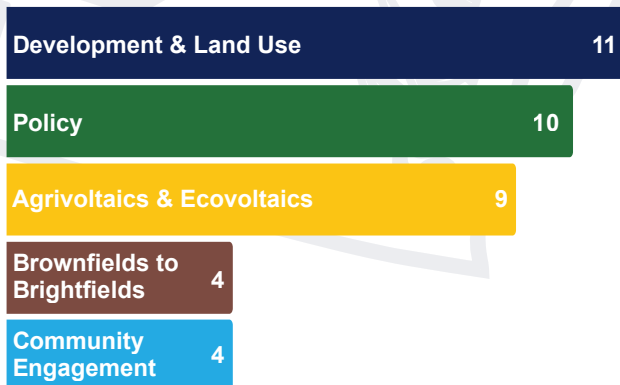 Development & Land Use 11
Policy 10
Agrivoltaics & Ecovoltaics 9
Brownfields to
Brightfields 4
Community
Engagement 4